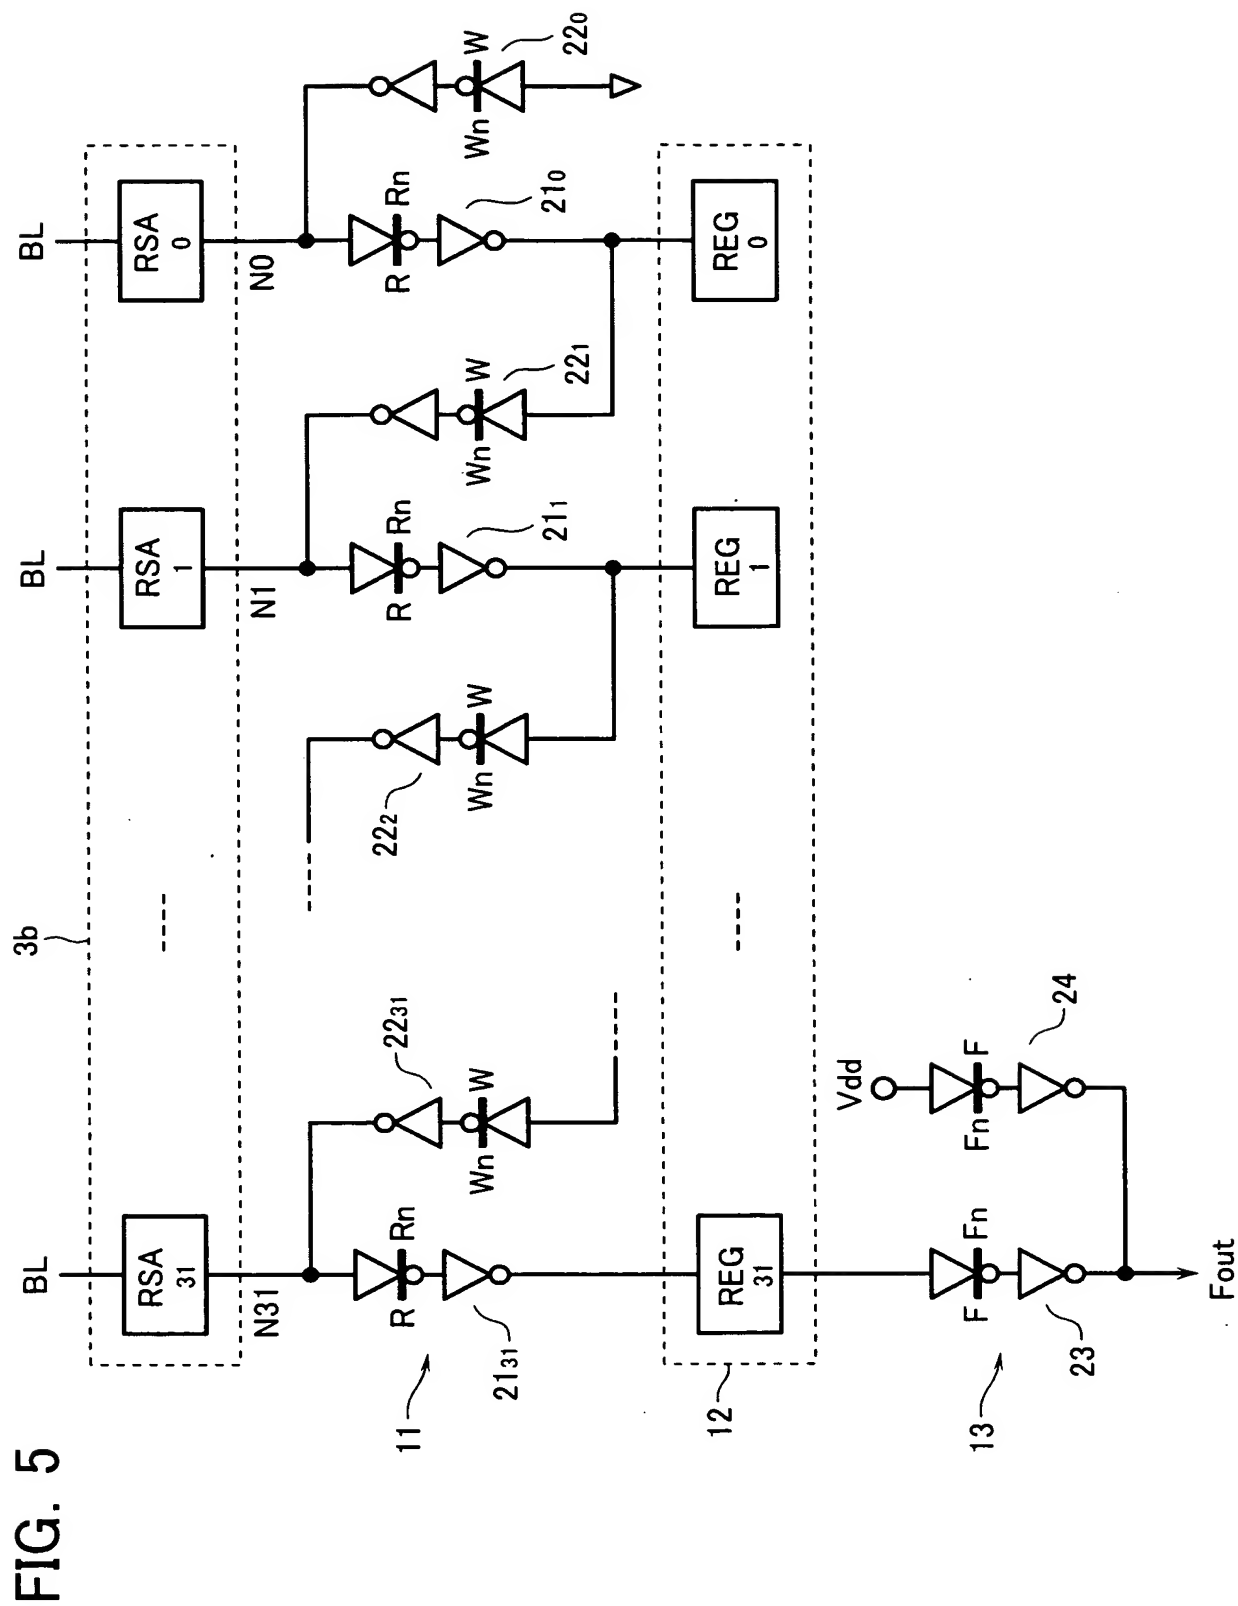 FIG. 5
3b
BL
BL
BL
RSA
31
RSA
1
RSA
0
N31
N1
N0
R
Rn
2131
Wn
W
2231
222
Wn
W
R
Rn
211
Wn
W
221
R
Rn
210
Wn
W
220
11
12
REG
31
REG
1
REG
0
13
F
Fn
23
Vdd
Fn
F
24
Fout